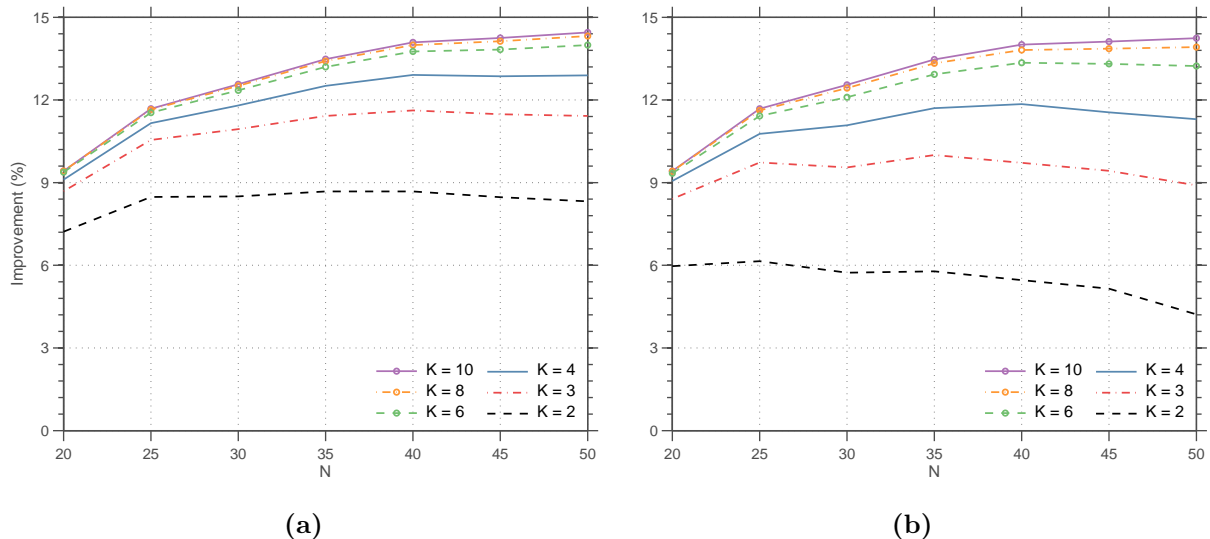 15
12
9
6
3
0
Improvement (%)
K = 10 K = 4
K = 8 K = 3
K = 6 K = 2
20 25 30 35 40 45 50
N
(a)
15
12
9
6
3
0
K = 10 K = 4
K = 8 K = 3
K = 6 K = 2
20 25 30 35 40 45 50
N
(b)